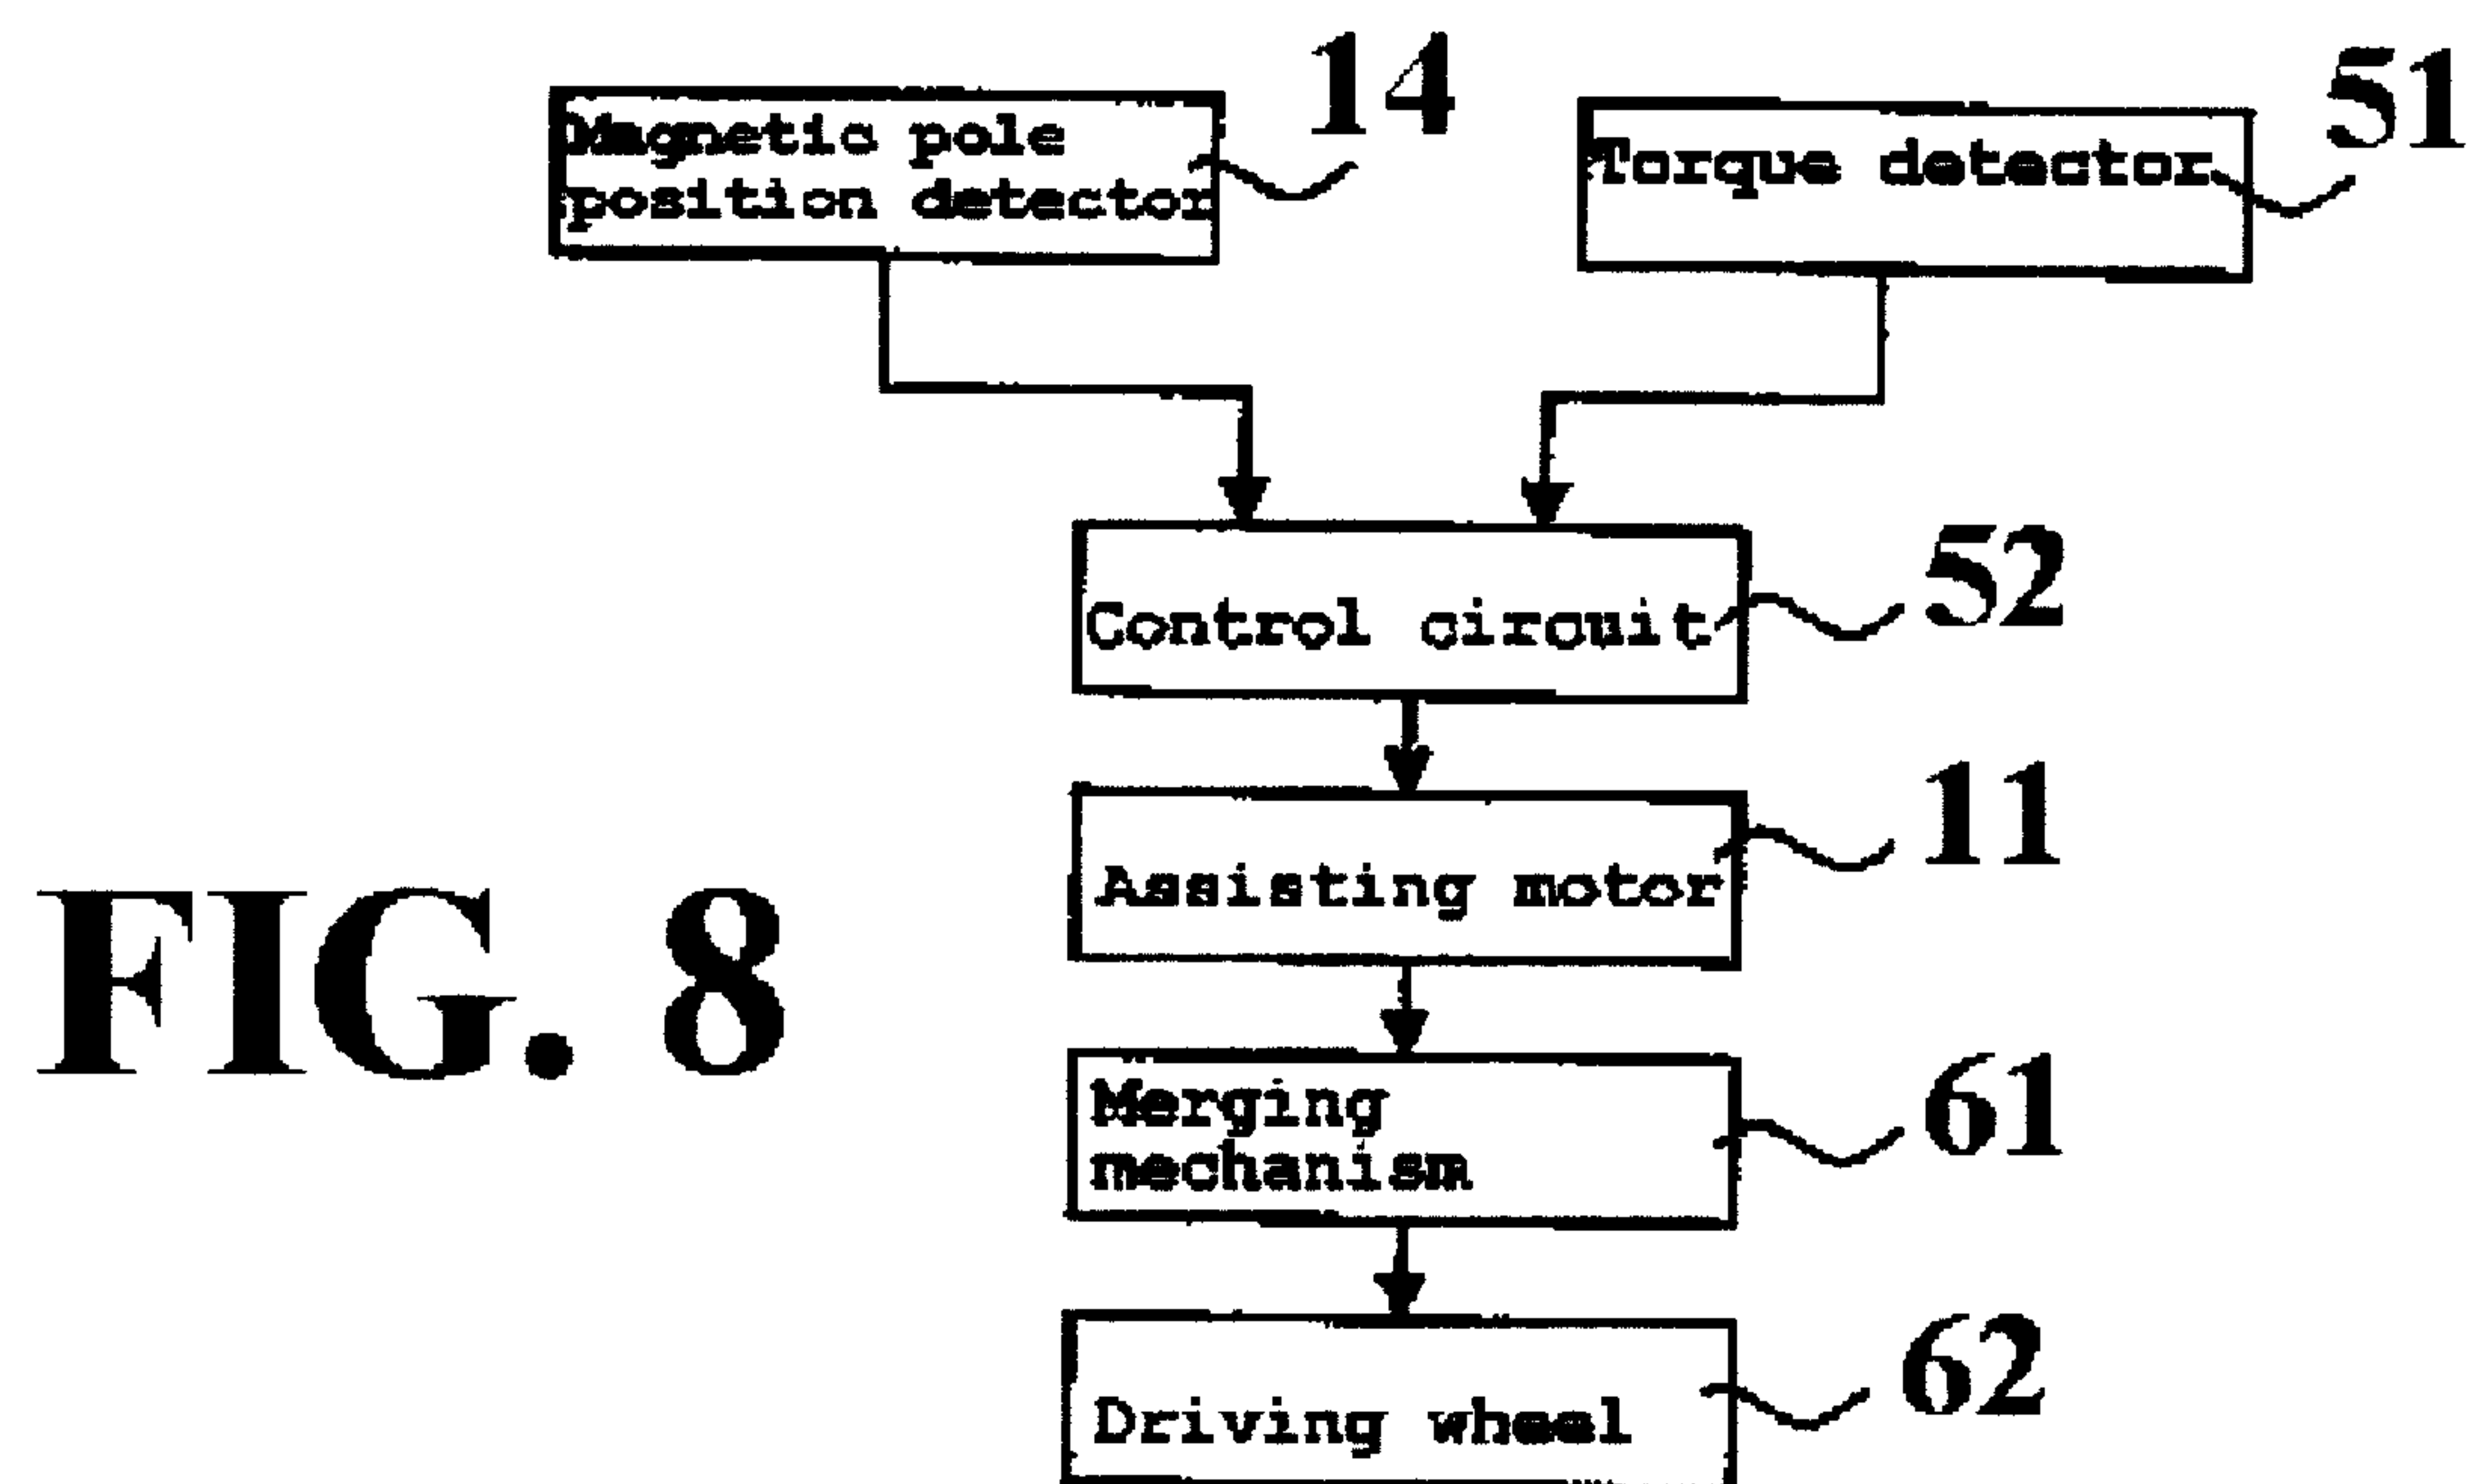 14
51
Magnetic pole
position detector
Torque detector
52
Control circuit
11
Assisting motor
FIG. 8
61
Merging
mechanism
62
Driving wheel